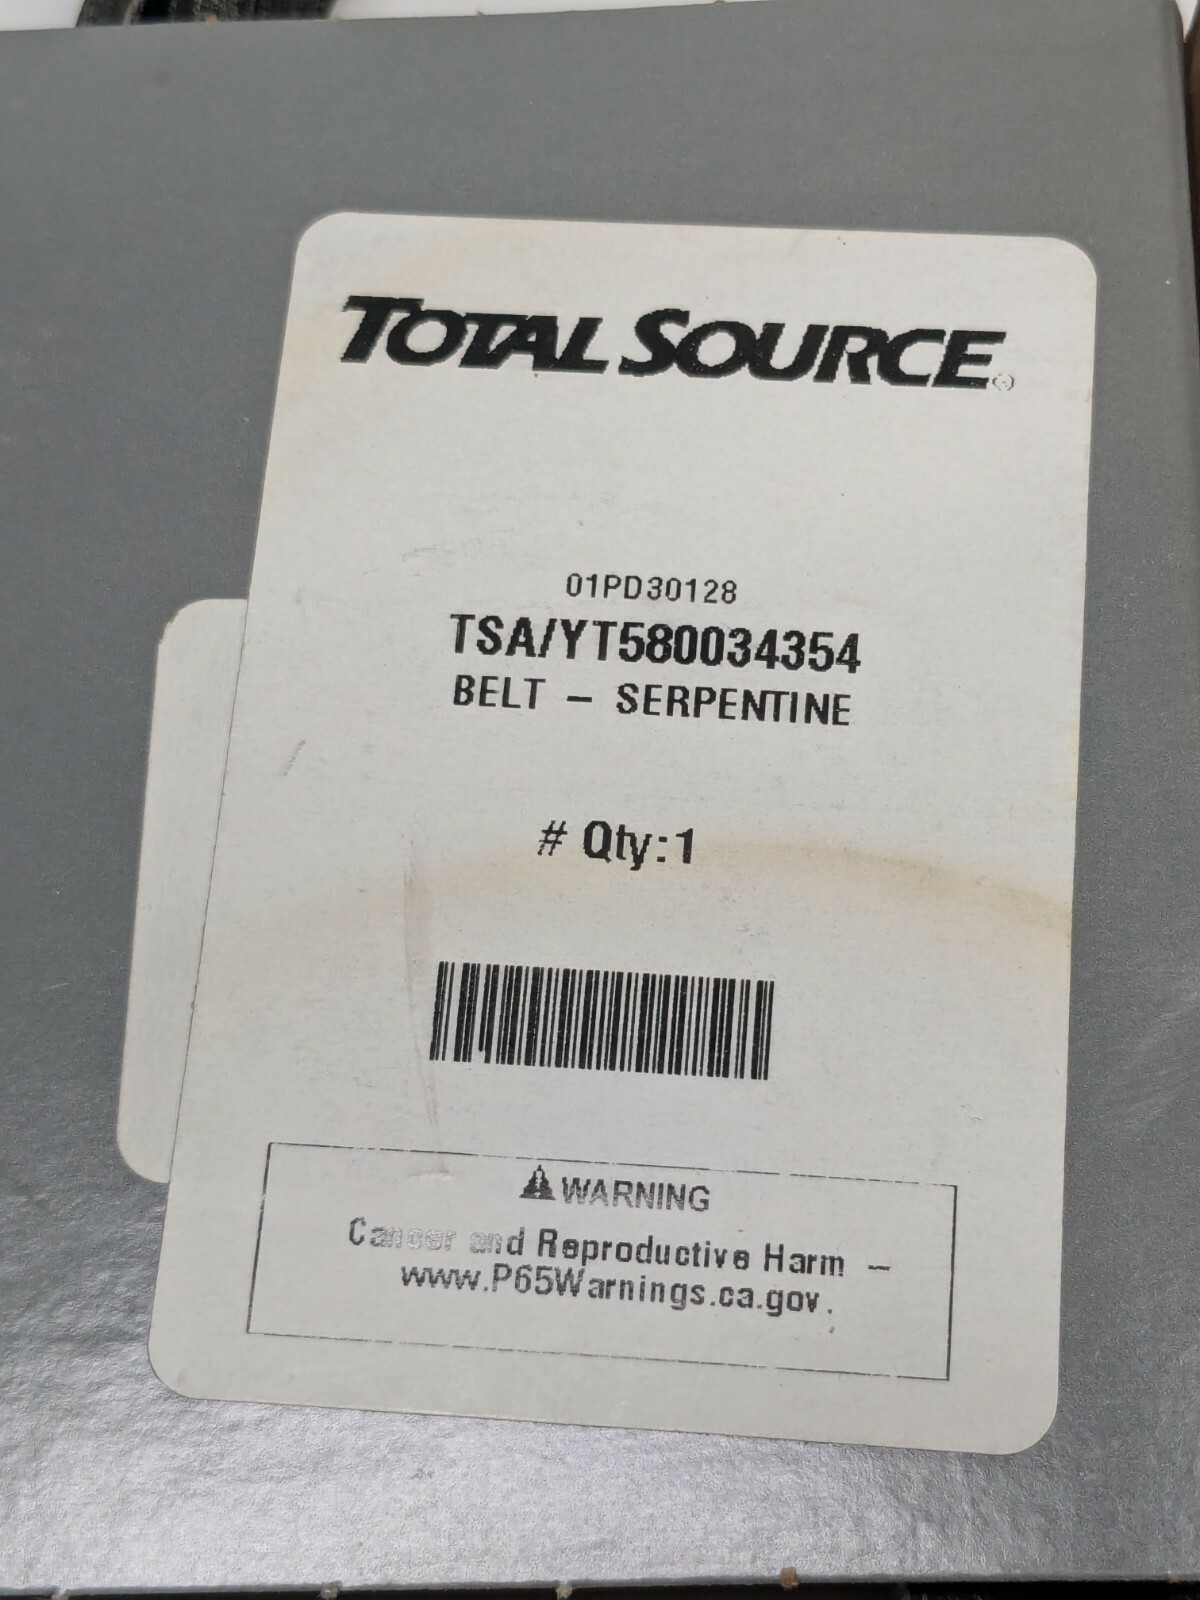 TOTAL SOURCE®
01PD30128
TSA/YT580034354
BELT - SERPENTINE
# Qty:1
WARNING
Cancer and Reproductive Harm -
www.P65Warnings.ca.gov.